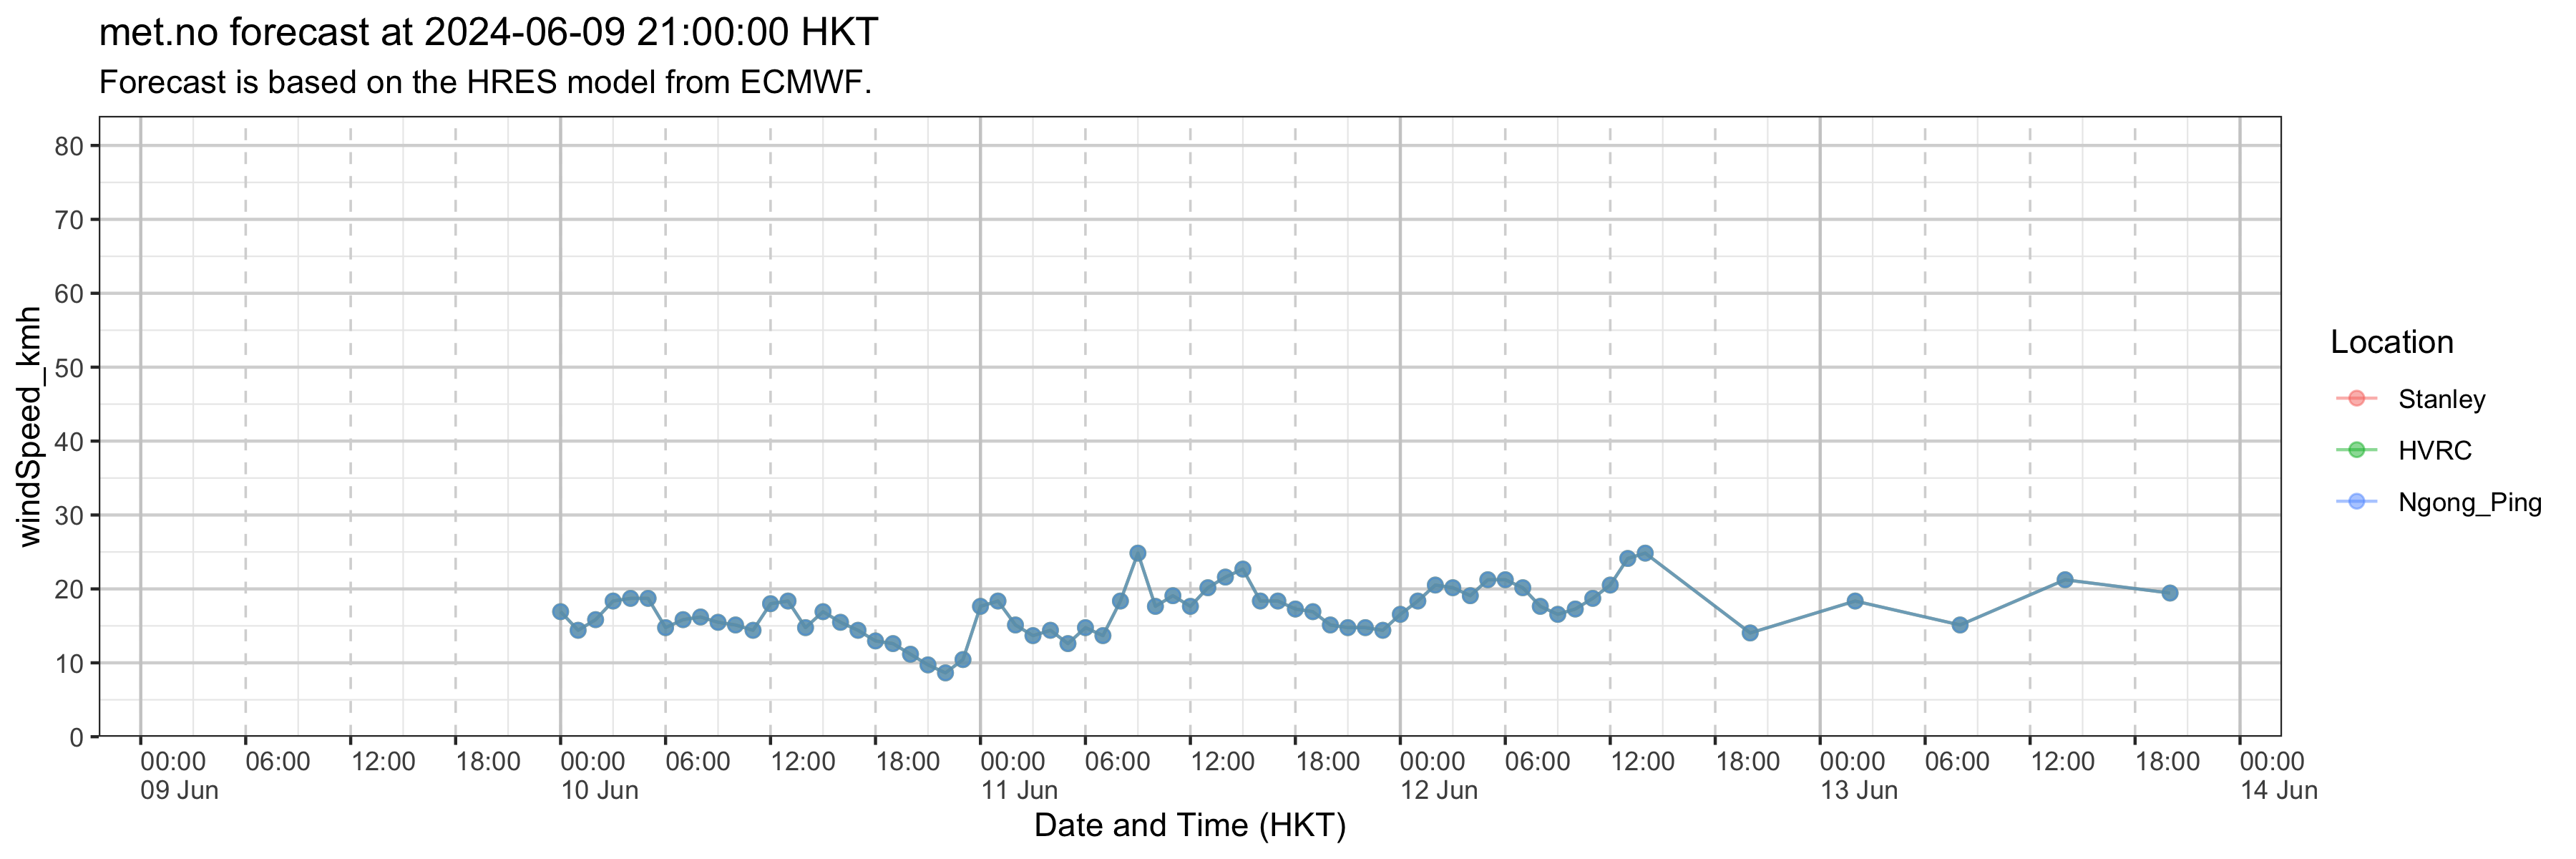 met.no forecast at 2024-06-09 21:00:00 HKT
Forecast is based on the HRES model from ECMWF.
windSpeed_kmh
80
70
60
50
40
30
20
10
0
00:00 06:00 12:00 18:00 00:00 06:00 12:00 18:00 00:00 06:00 12:00 18:00 00:00 06:00 12:00 18:00 00:00 06:00 12:00 18:00 00:00
09 Jun 10 Jun 11 Jun 12 Jun 13 Jun 14 Jun
Date and Time (HKT)
Location
Stanley
HVRC
Ngong_Ping